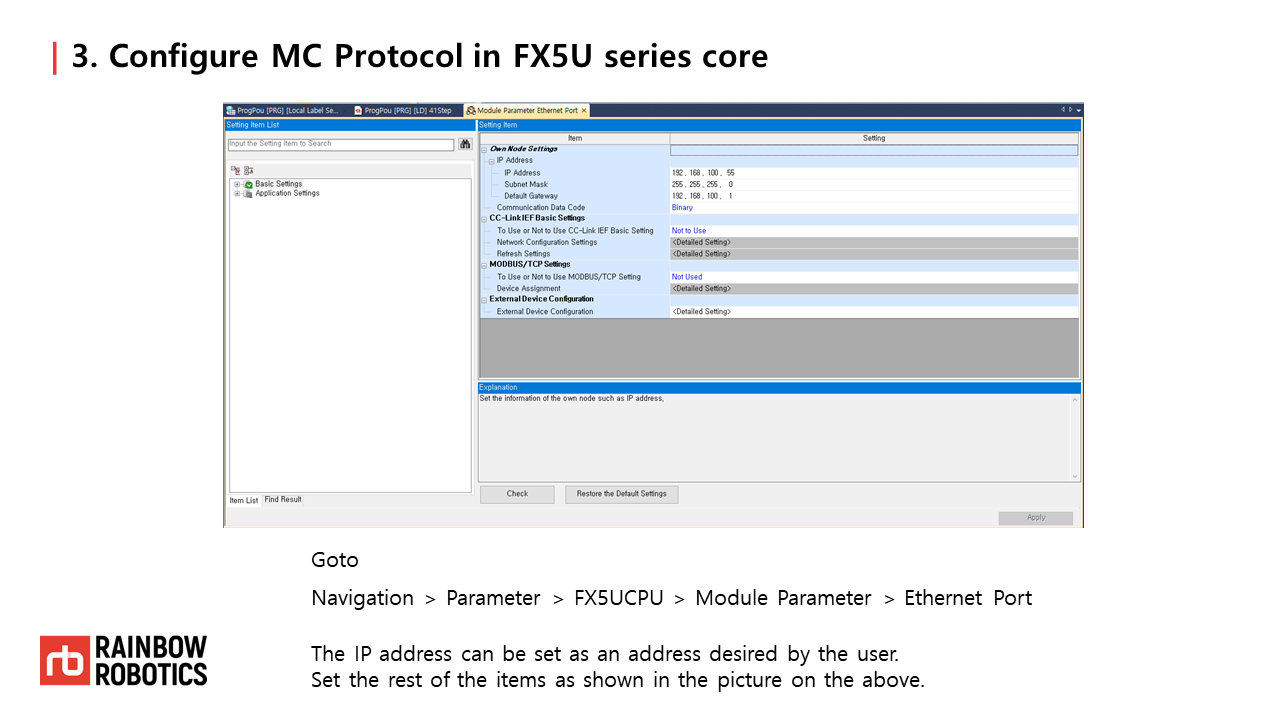 3. Configure MC Protocol in FX5U series core
ProgPou [PRG] [Local Label Se...
ProgPou [PRG] [LD] 41Step
Module Parameter Ethernet Port
Setting Item List
Input the Setting Item to Search
Basic Settings
Application Settings
Item List
Find Result
Setting Item
Item Setting
Own Node Settings
IP Address
IP Address 192 . 168 . 100 . 55
Subnet Mask 255 . 255 . 255 . 0
Default Gateway 192 . 168 . 100 . 1
Communication Data Code Binary
CC-Link IEF Basic Settings
To Use or Not to Use CC-Link IEF Basic Setting Not to Use
Network Configuration Settings <Detailed Setting>
Refresh Settings <Detailed Setting>
MODBUS/TCP Settings
To Use or Not to Use MODBUS/TCP Setting Not Used
Device Assignment <Detailed Setting>
External Device Configuration
External Device Configuration <Detailed Setting>
Explanation
Set the information of the own node such as IP address.
Check
Restore the Default Settings
Apply
Goto
Navigation > Parameter > FX5UCPU > Module Parameter > Ethernet Port
The IP address can be set as an address desired by the user.
Set the rest of the items as shown in the picture on the above.
RAINBOW
ROBOTICS